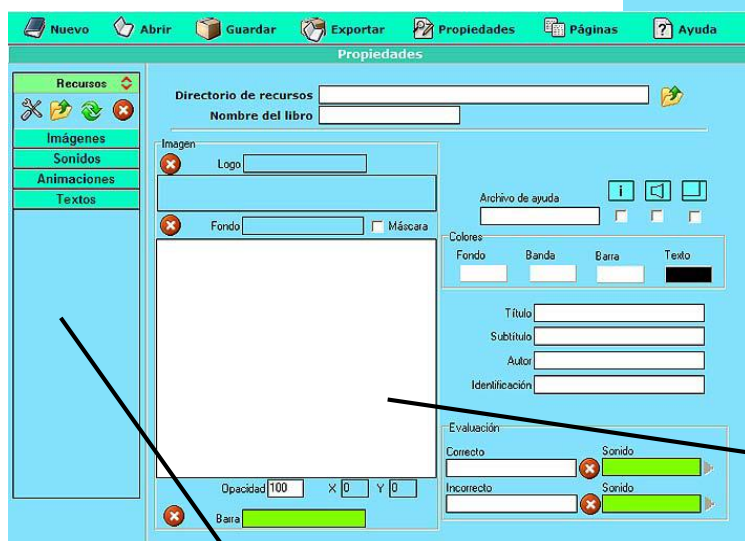 Nuevo Abrir Guardar Exportar Propiedades Páginas Ayuda
Propiedades
Recursos
Imágenes
Sonidos
Animaciones
Textos
Directorio de recursos
Nombre del libro
Imagen
Logo
Fondo Máscara
Opacidad 100 X 0 Y 0
Barra
Archivo de ayuda i
Colores
Fondo Banda Barra Texto
Título
Subtítulo
Autor
Identificación
Evaluación
Correcto Sonido
Incorrecto Sonido